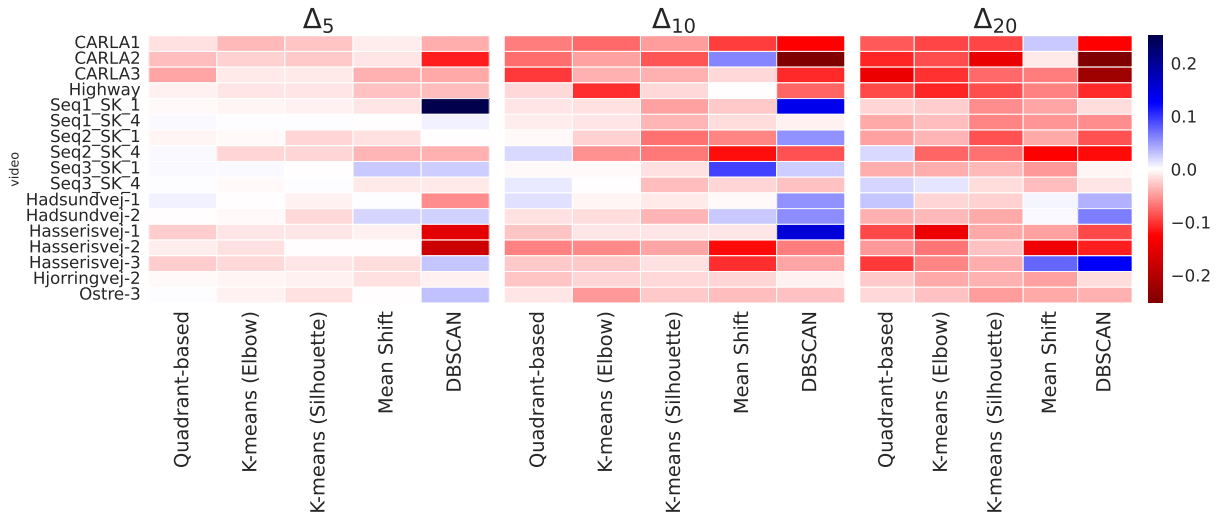 Δ5
Δ10
Δ20
video
CARLA1
CARLA2
CARLA3
Highway
Seq1_SK_1
Seq1_SK_4
Seq2_SK_1
Seq2_SK_4
Seq3_SK_1
Seq3_SK_4
Hadsundvej-1
Hadsundvej-2
Hasserisvej-1
Hasserisvej-2
Hasserisvej-3
Hjorringvej-2
Ostre-3
Quadrant-based
K-means (Elbow)
K-means (Silhouette)
Mean Shift
DBSCAN
Quadrant-based
K-means (Elbow)
K-means (Silhouette)
Mean Shift
DBSCAN
Quadrant-based
K-means (Elbow)
K-means (Silhouette)
Mean Shift
DBSCAN
0.2
0.1
0.0
−0.1
−0.2